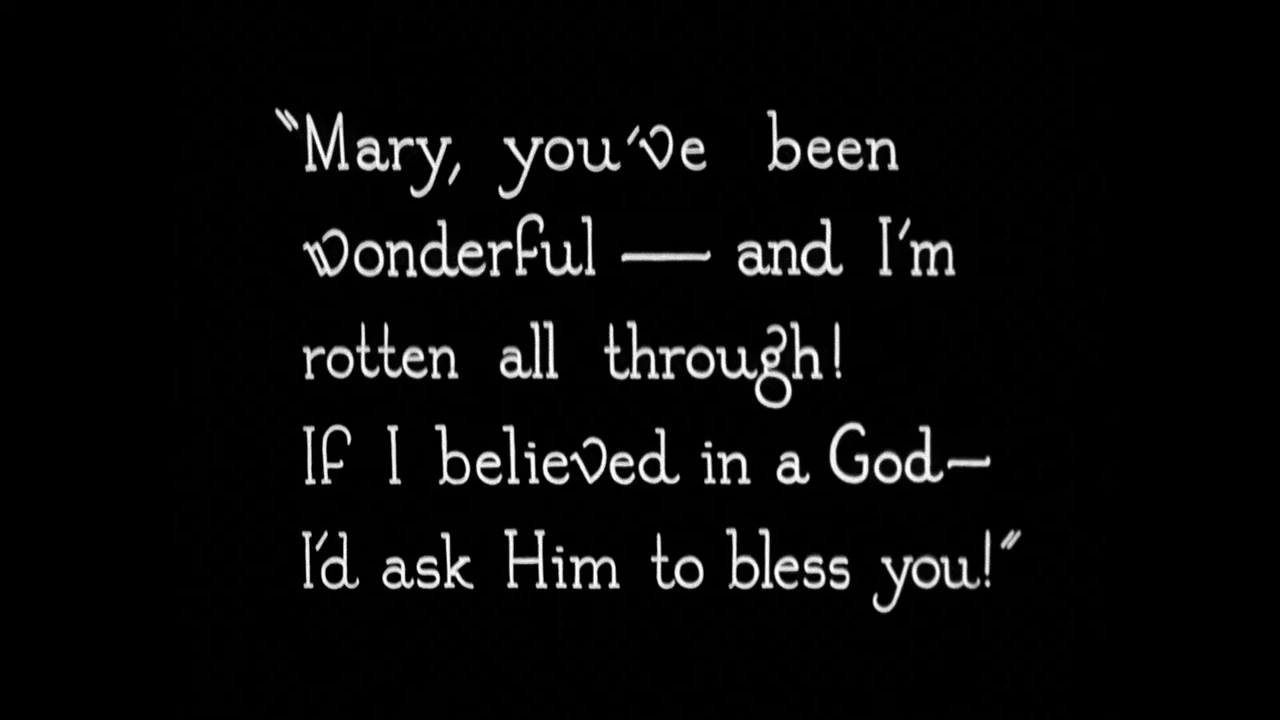 “Mary, you've been
wonderful — and I'm
rotten all through!
If I believed in a God—
I'd ask Him to bless you!”